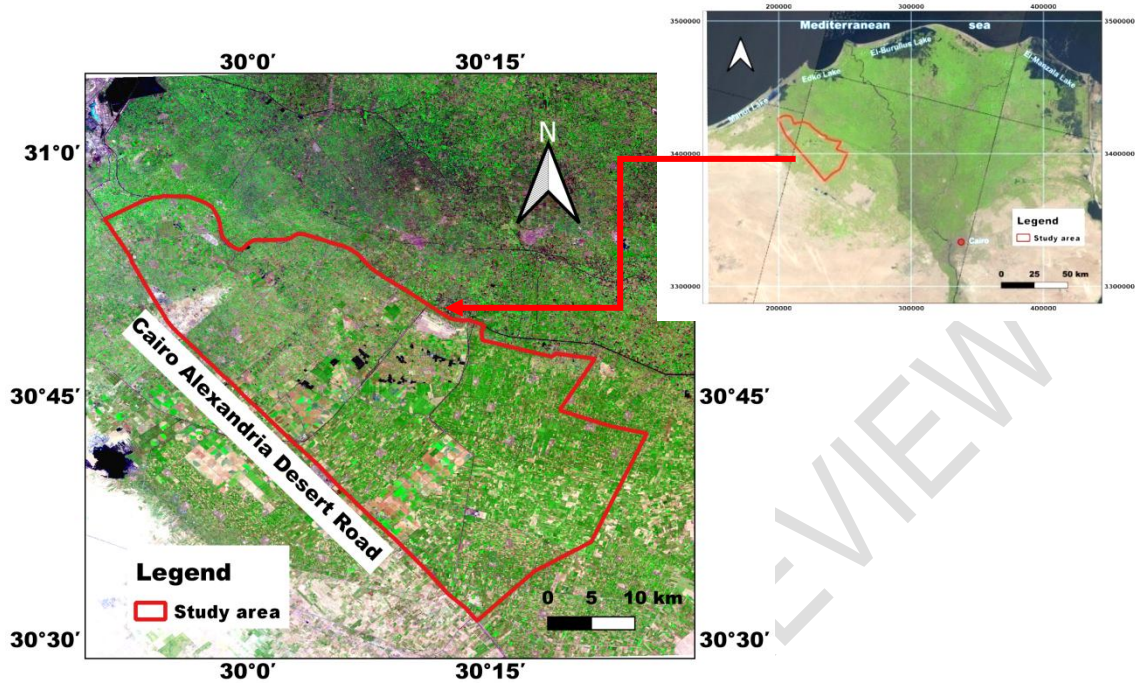 200000 300000 400000
3500000 3500000
Mediterranean sea
El-Burullus Lake
Edko Lake
El-Manzala Lake
Mariot Lake
3400000 3400000
Legend
Study area
Cairo
0 25 50 km
3300000 3300000
200000 300000 400000
30°0′ 30°15′
N
31°0′
30°45′ 30°45′
Cairo Alexandria Desert Road
Legend
Study area
0 5 10 km
30°30′ 30°30′
30°0′ 30°15′
EVIEW